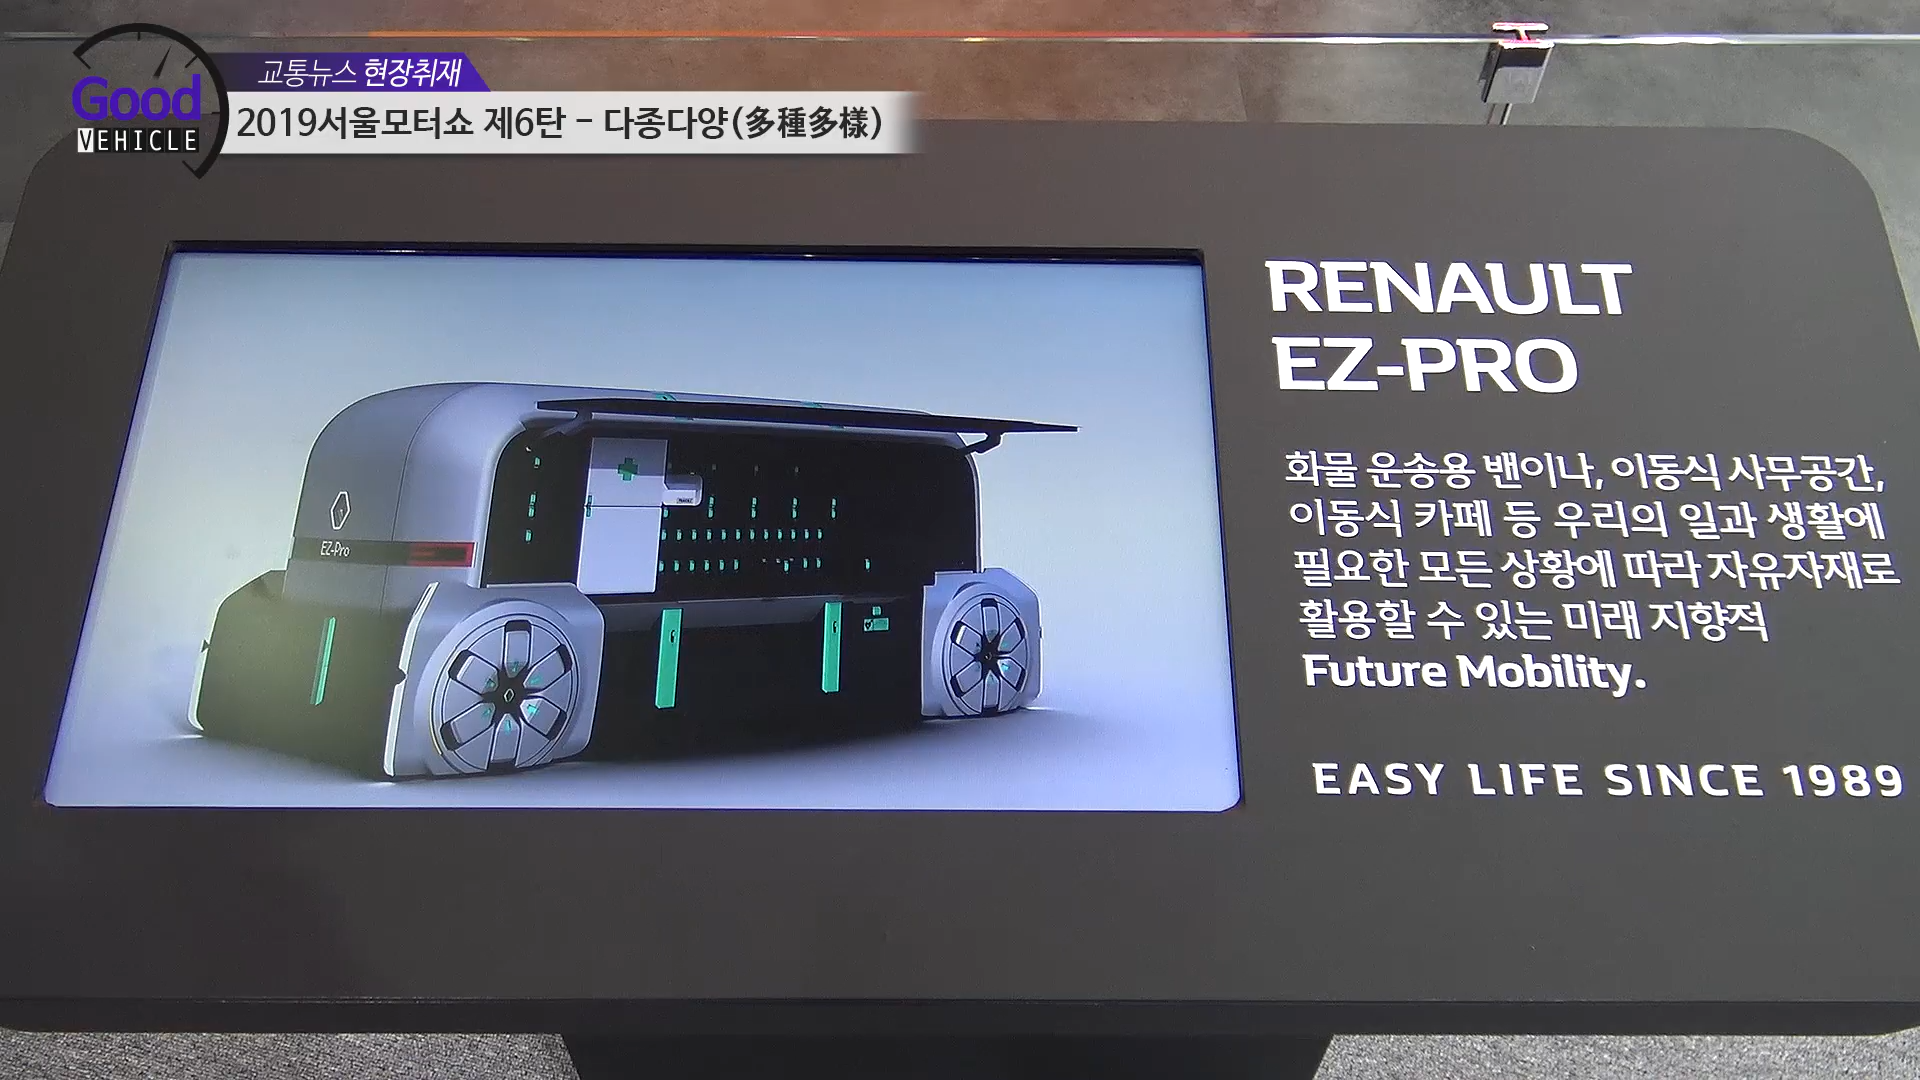 Good
VEHICLE
교통뉴스 현장취재
2019서울모터쇼 제6탄 - 다종다양(多種多樣)
RENAULT
EZ-PRO
화물 운송용 밴이나, 이동식 사무공간,
이동식 카페 등 우리의 일과 생활에
필요한 모든 상황에 따라 자유자재로
활용할 수 있는 미래 지향적
Future Mobility.
EASY LIFE SINCE 1989
EZ-Pro